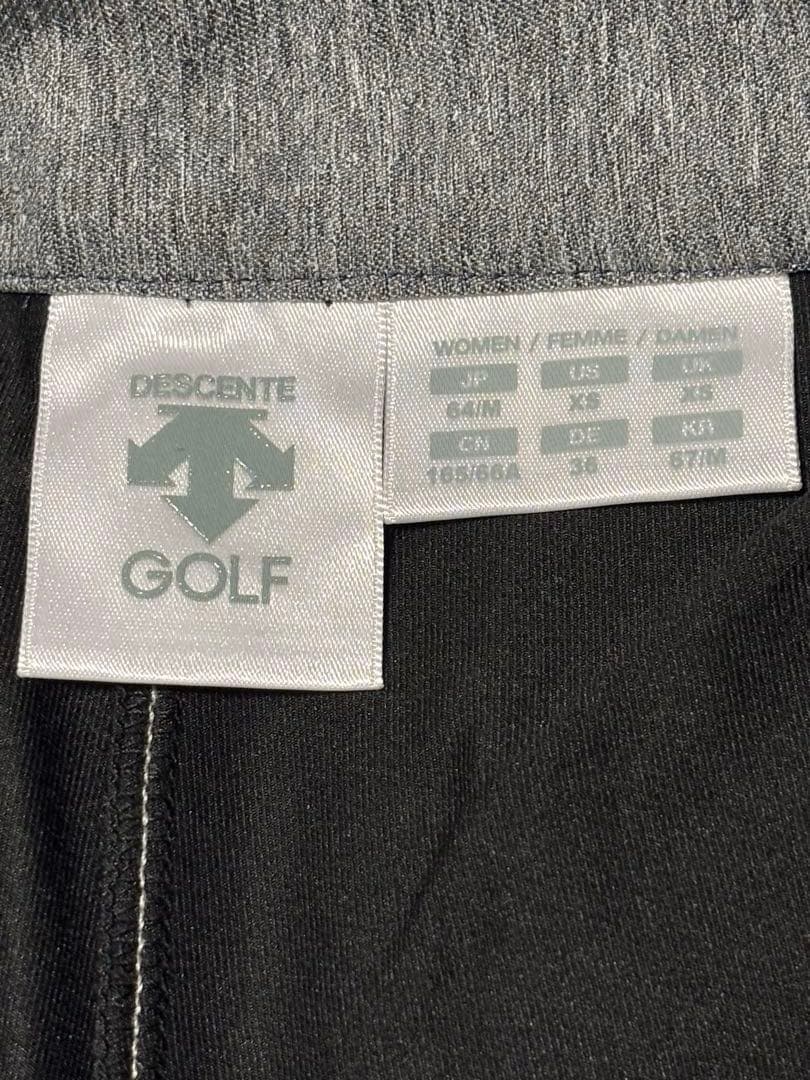 DESCENTE
GOLF
WOMEN / FEMME / DAMEN
JP US UK
64/M XS XS
CN DE KR
165/66A 36 67/M